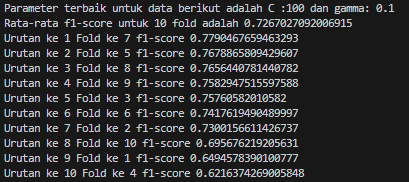 Parameter terbaik untuk data berikut adalah C :100 dan gamma: 0.1
Rata-rata f1-score untuk 10 fold adalah 0.7267027092006915
Urutan ke 1 Fold ke 7 f1-score 0.7790467659463293
Urutan ke 2 Fold ke 5 f1-score 0.7678865809429607
Urutan ke 3 Fold ke 8 f1-score 0.7656440781440782
Urutan ke 4 Fold ke 9 f1-score 0.7582947515597588
Urutan ke 5 Fold ke 3 f1-score 0.75760582010582
Urutan ke 6 Fold ke 6 f1-score 0.7417619490489997
Urutan ke 7 Fold ke 2 f1-score 0.7300156611426737
Urutan ke 8 Fold ke 10 f1-score 0.695676219205631
Urutan ke 9 Fold ke 1 f1-score 0.6494578390100777
Urutan ke 10 Fold ke 4 f1-score 0.6216374269005848